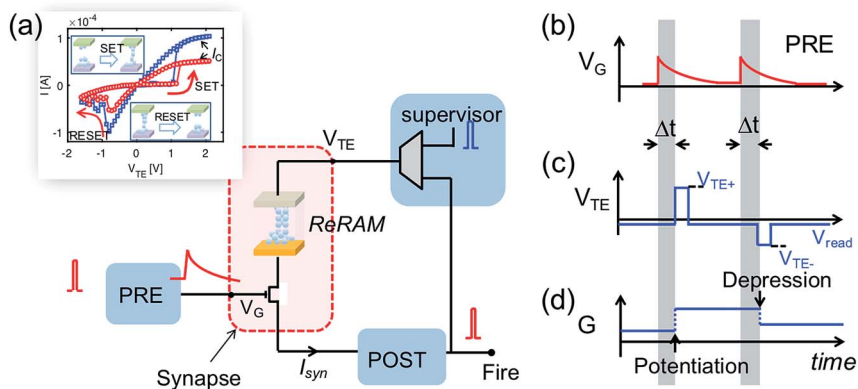 (a)
×10⁻⁴
1
0
-1
I [A]
SET
I_C
SET
RESET
RESET
-2
-1
0
1
2
V_TE [V]
V_TE
supervisor
ReRAM
PRE
V_G
Synapse
I_syn
POST
Fire
(b)
PRE
V_G
Δt
Δt
(c)
V_TE
V_TE+
V_read
V_TE-
Depression
(d)
G
Potentiation
time